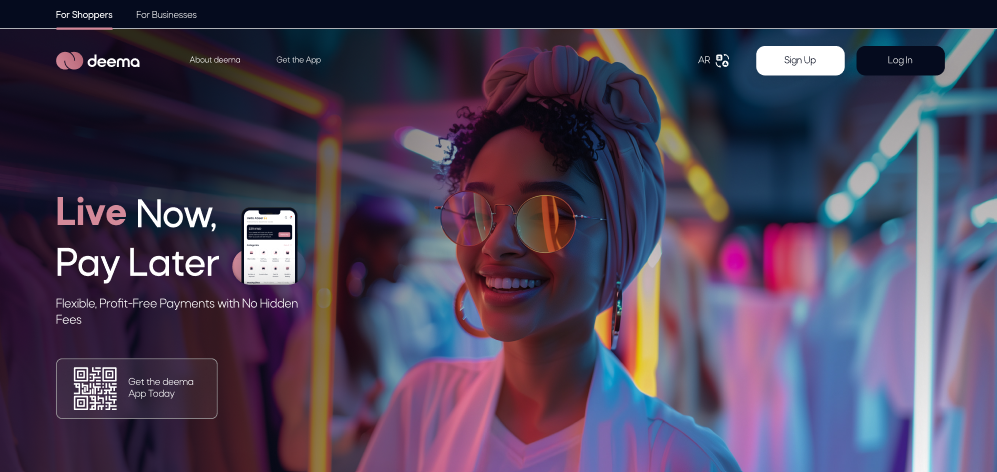 For Shoppers
For Businesses
deema
About deema
Get the App
AR
Sign Up
Log In
Live Now,
Pay Later
Flexible, Profit-Free Payments with No Hidden
Fees
Get the deema
App Today